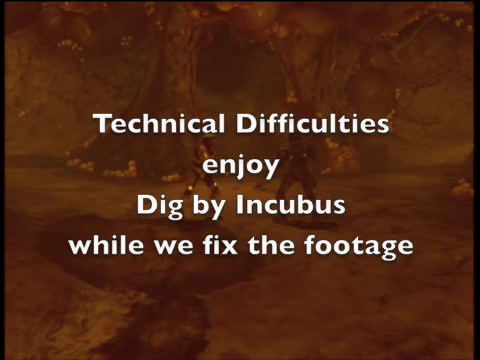 Technical Difficulties
enjoy
Dig by Incubus
while we fix the footage